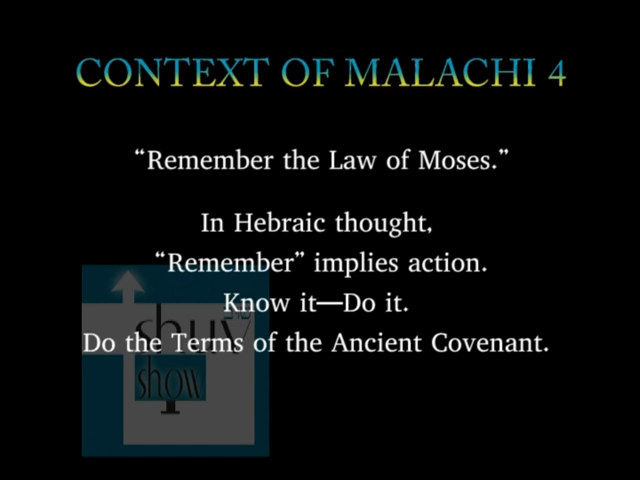 CONTEXT OF MALACHI 4
“Remember the Law of Moses.”
In Hebraic thought,
“Remember” implies action.
Know it—Do it.
Do the Terms of the Ancient Covenant.
shuv
show